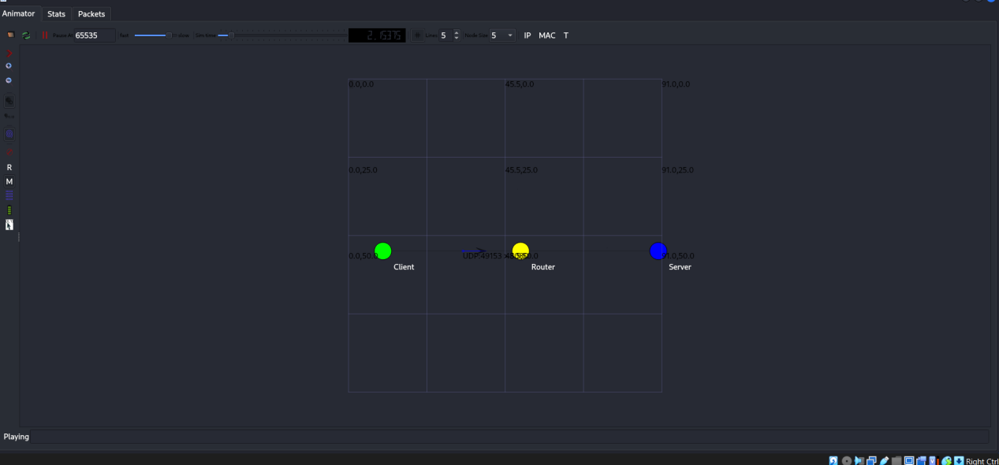 Animator Stats Packets
Pause At 65535 Fast Slow Sim time 2.15375 Lines 5 Node Size 5 IP MAC T
0.0,0.0 45.5,0.0 91.0,0.0
R
0.0,25.0 45.5,25.0 91.0,25.0
M
0.0,50.0 UDP:49153 91.0,50.0
Client Router Server
Playing
Right Ctrl